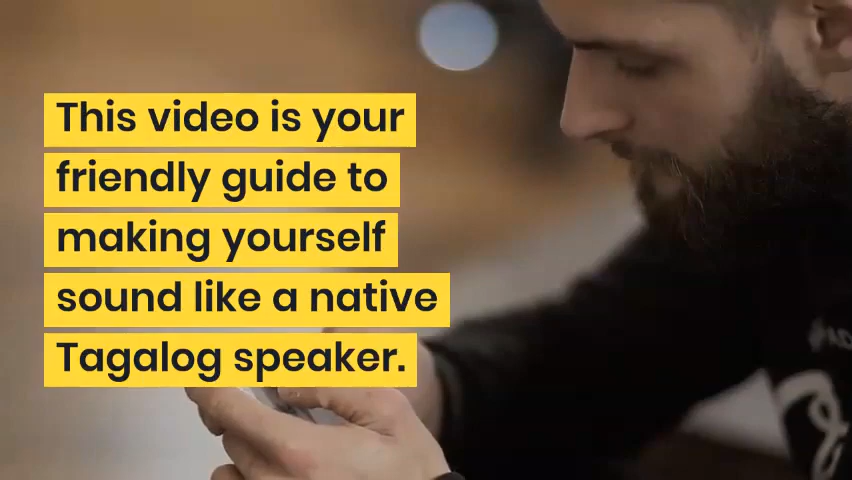 This video is your
friendly guide to
making yourself
sound like a native
Tagalog speaker.